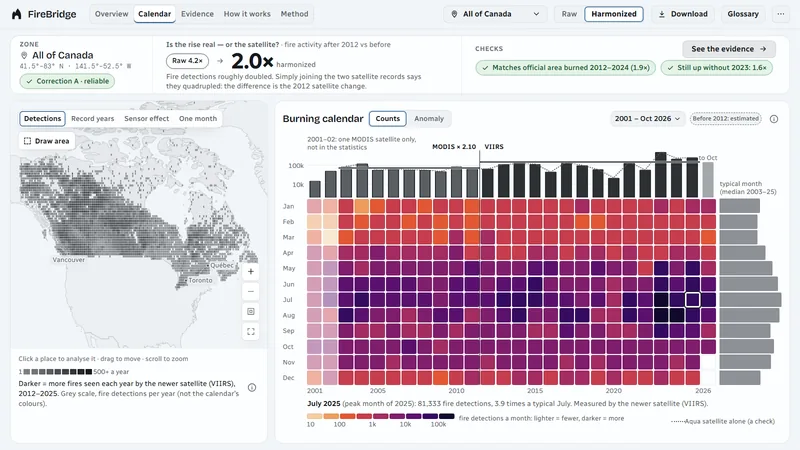 FireBridge
Overview Calendar Evidence How it works Method
All of Canada
Raw Harmonized
Download
Glossary
ZONE
All of Canada
41.5°-83° N · 141.5°-52.5° W
Correction A · reliable
Is the rise real — or the satellite? · fire activity after 2012 vs before
Raw 4.2× → 2.0× harmonized
Fire detections roughly doubled. Simply joining the two satellite records says
they quadrupled: the difference is the 2012 satellite change.
CHECKS
See the evidence →
Matches official area burned 2012–2024 (1.9×)
Still up without 2023: 1.6×
Detections Record years Sensor effect One month
Draw area
Vancouver
Québec
Toronto
Click a place to analyse it · drag to move · scroll to zoom
1 500+ a year
Darker = more fires seen each year by the newer satellite (VIIRS),
2012–2025. Grey scale, fire detections per year (not the calendar's
colours).
Burning calendar Counts Anomaly
2001 – Oct 2026
Before 2012: estimated
2001–02: one MODIS satellite only,
not in the statistics
MODIS × 2.10 VIIRS
to Oct
100k
10k
typical month
(median 2003–25)
Jan
Feb
Mar
Apr
May
Jun
Jul
Aug
Sep
Oct
Nov
Dec
2001 2005 2010 2015 2020 2026
July 2025 (peak month of 2025): 81,333 fire detections, 3.9 times a typical July. Measured by the newer satellite (VIIRS).
10 100 1k 10k 100k
fire detections a month: lighter = fewer, darker = more
Aqua satellite alone (a check)